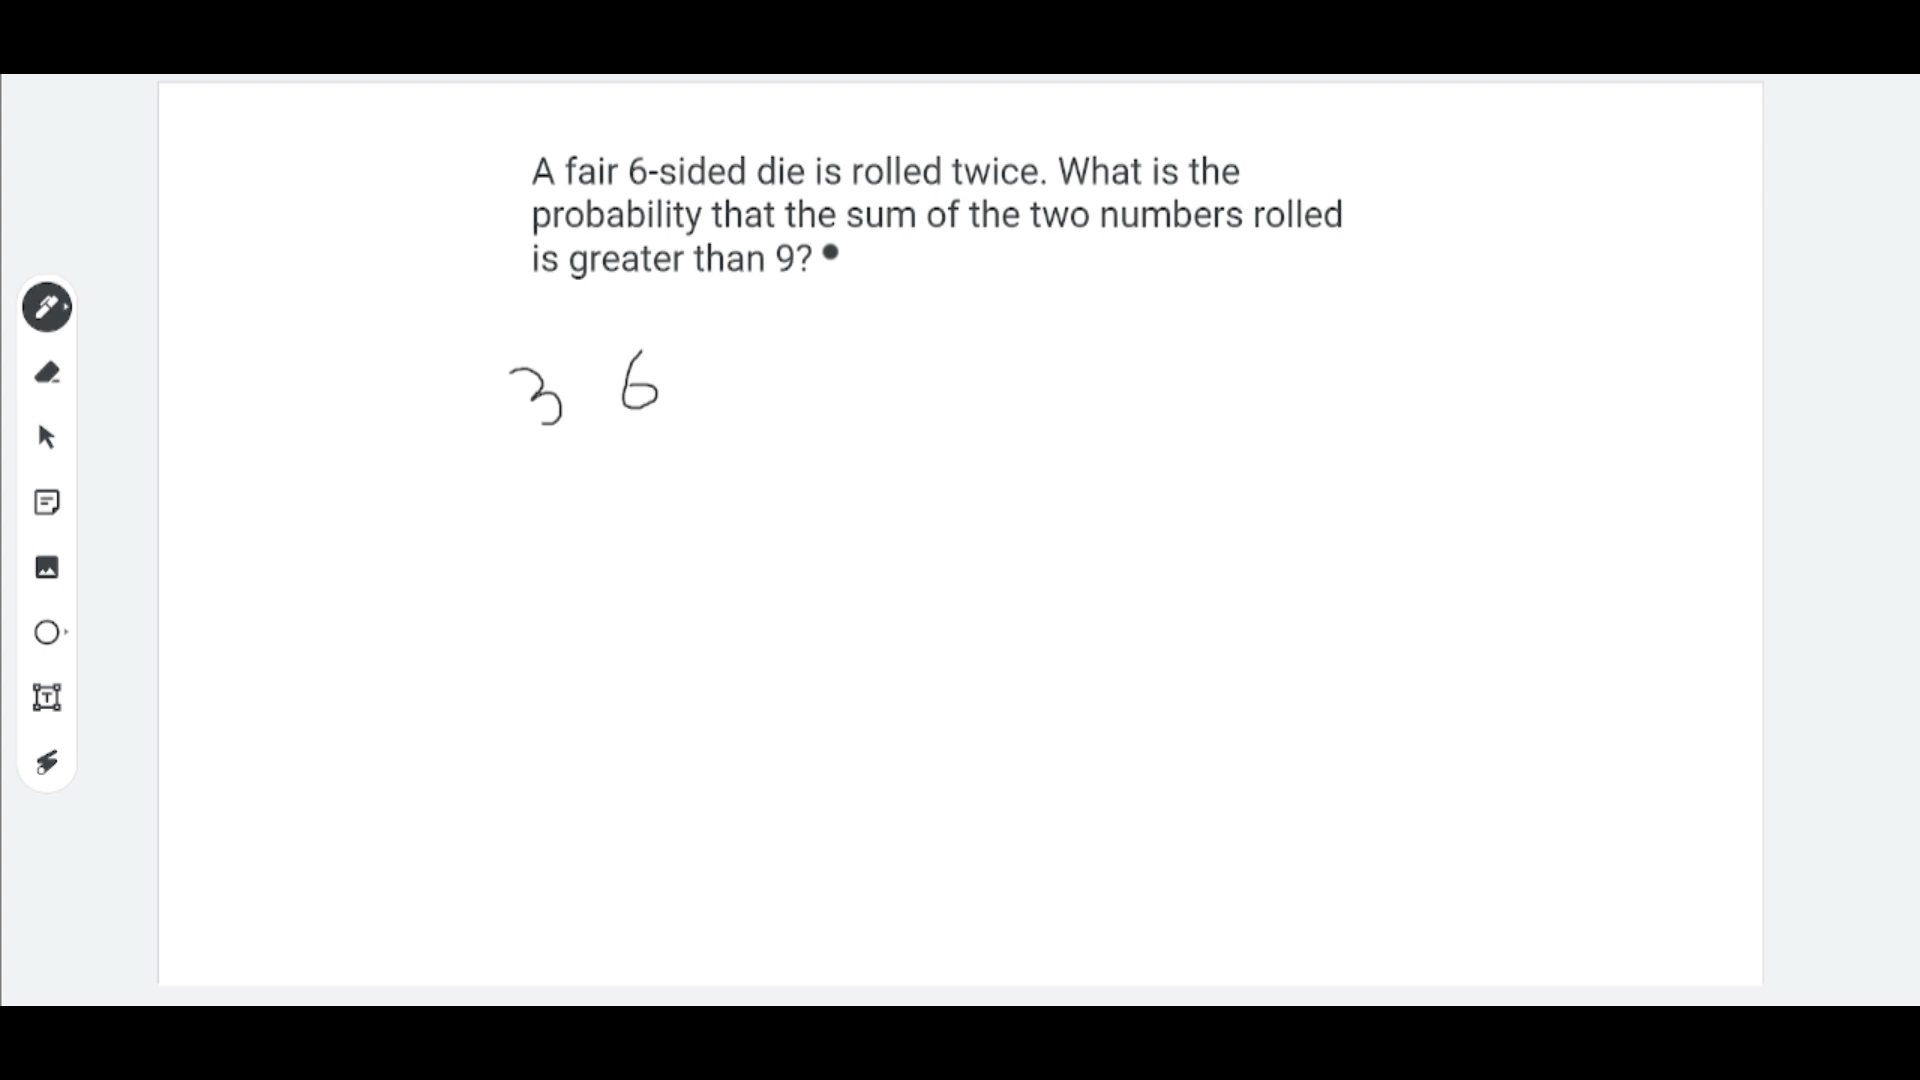 A fair 6-sided die is rolled twice. What is the
probability that the sum of the two numbers rolled
is greater than 9?
3 6